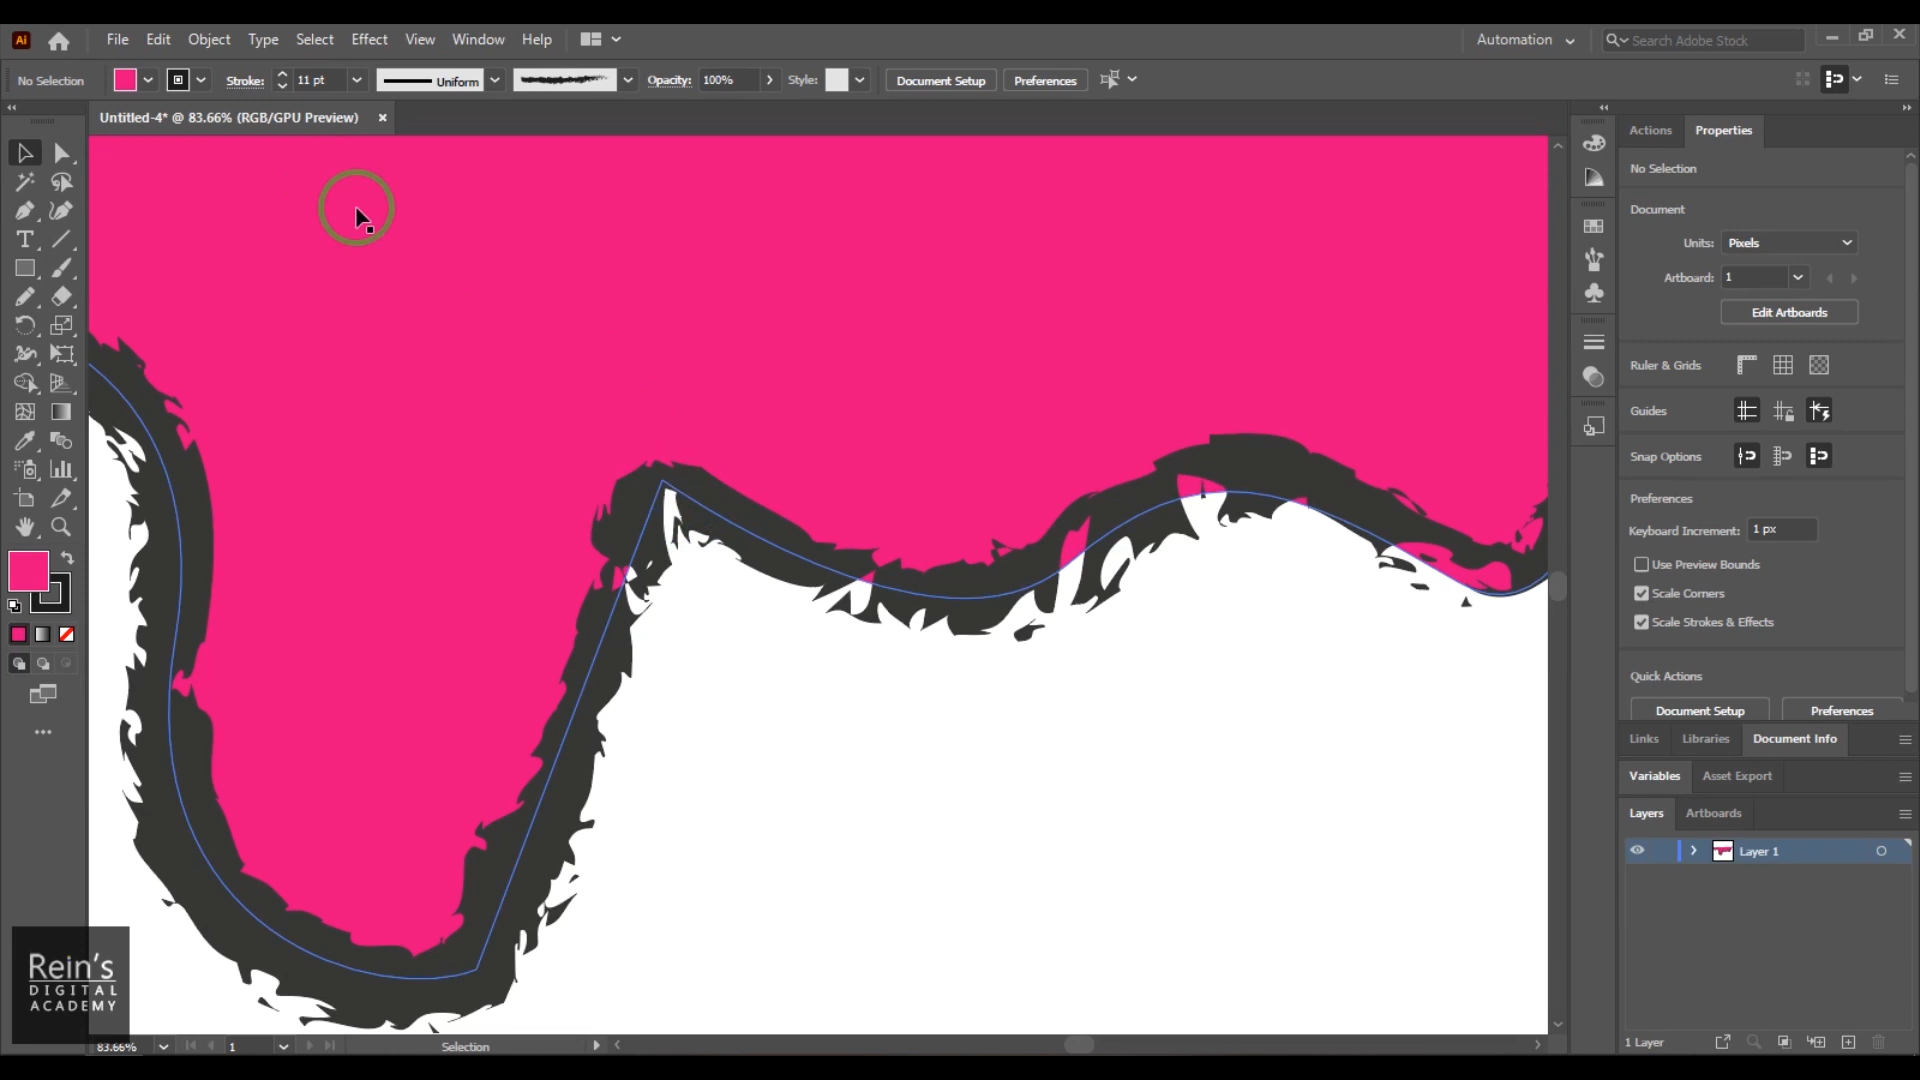 Ai File Edit Object Type Select Effect View Window Help Automation Search Adobe Stock
No Selection Stroke: 11 pt Uniform Opacity: 100% Style: Document Setup Preferences
Untitled-4* @ 83.66% (RGB/GPU Preview)
Actions Properties
No Selection
Document
Units: Pixels
Artboard: 1
Edit Artboards
Ruler & Grids
Guides
Snap Options
Preferences
Keyboard Increment: 1 px
Use Preview Bounds
Scale Corners
Scale Strokes & Effects
Quick Actions
Document Setup Preferences
Links Libraries Document Info
Variables Asset Export
Layers Artboards
Layer 1
1 Layer
Rein's
DIGITAL
ACADEMY
83.66% 1 Selection